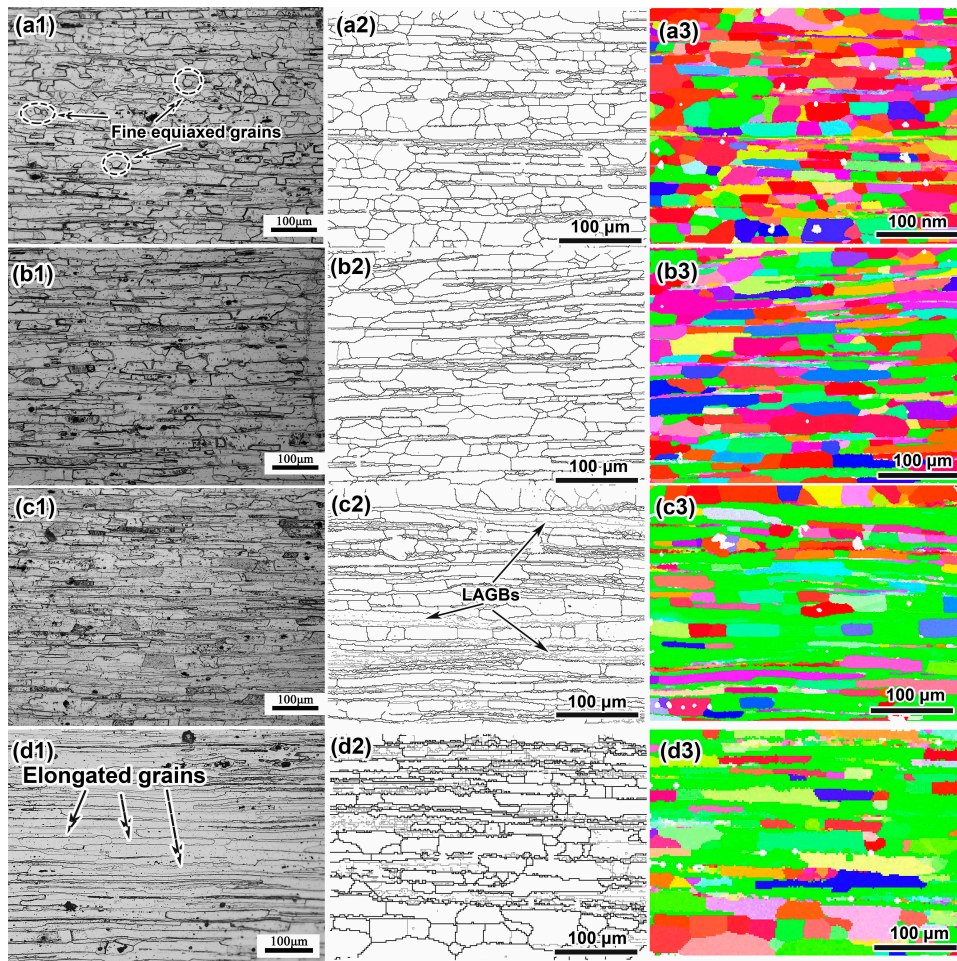 (a1)
Fine equiaxed grains
100μm
(a2)
100 μm
(a3)
100 nm
(b1)
100μm
(b2)
100 μm
(b3)
100 μm
(c1)
100μm
(c2)
LAGBs
100 μm
(c3)
100 μm
(d1)
Elongated grains
100μm
(d2)
100 μm
(d3)
100 μm